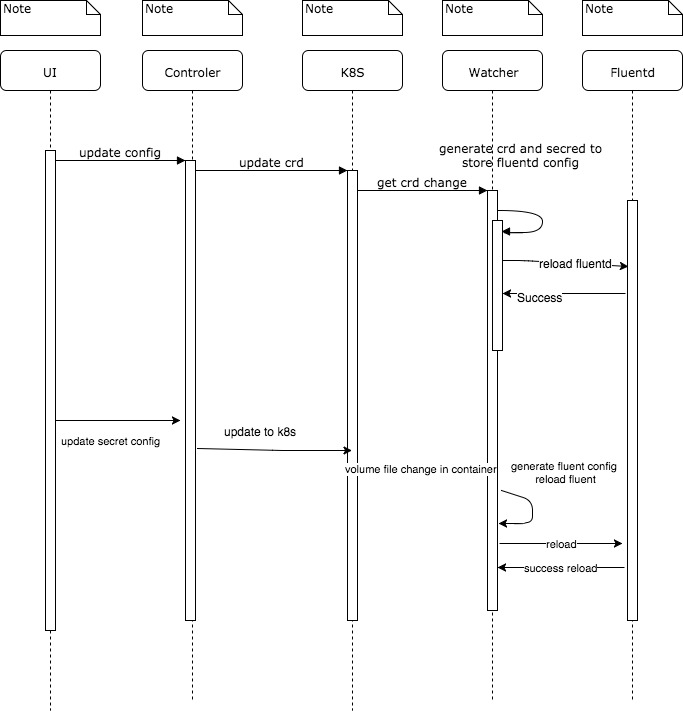 Note
Note
Note
Note
Note
UI
Controler
K8S
Watcher
Fluentd
update config
update crd
get crd change
generate crd and secred to
store fluentd config
reload fluentd
Success
update secret config
update to k8s
volume file change in container
generate fluent config
reload fluent
reload
success reload